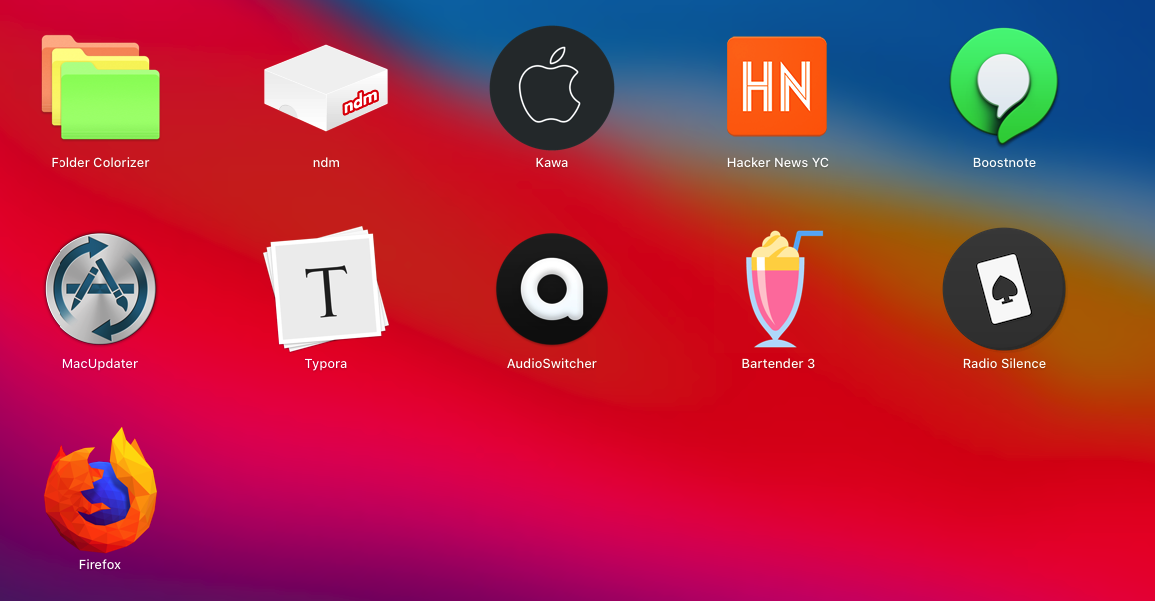 ndm
HN
Folder Colorizer
ndm
Kawa
Hacker News YC
Boostnote
T
a
MacUpdater
Typora
AudioSwitcher
Bartender 3
Radio Silence
Firefox